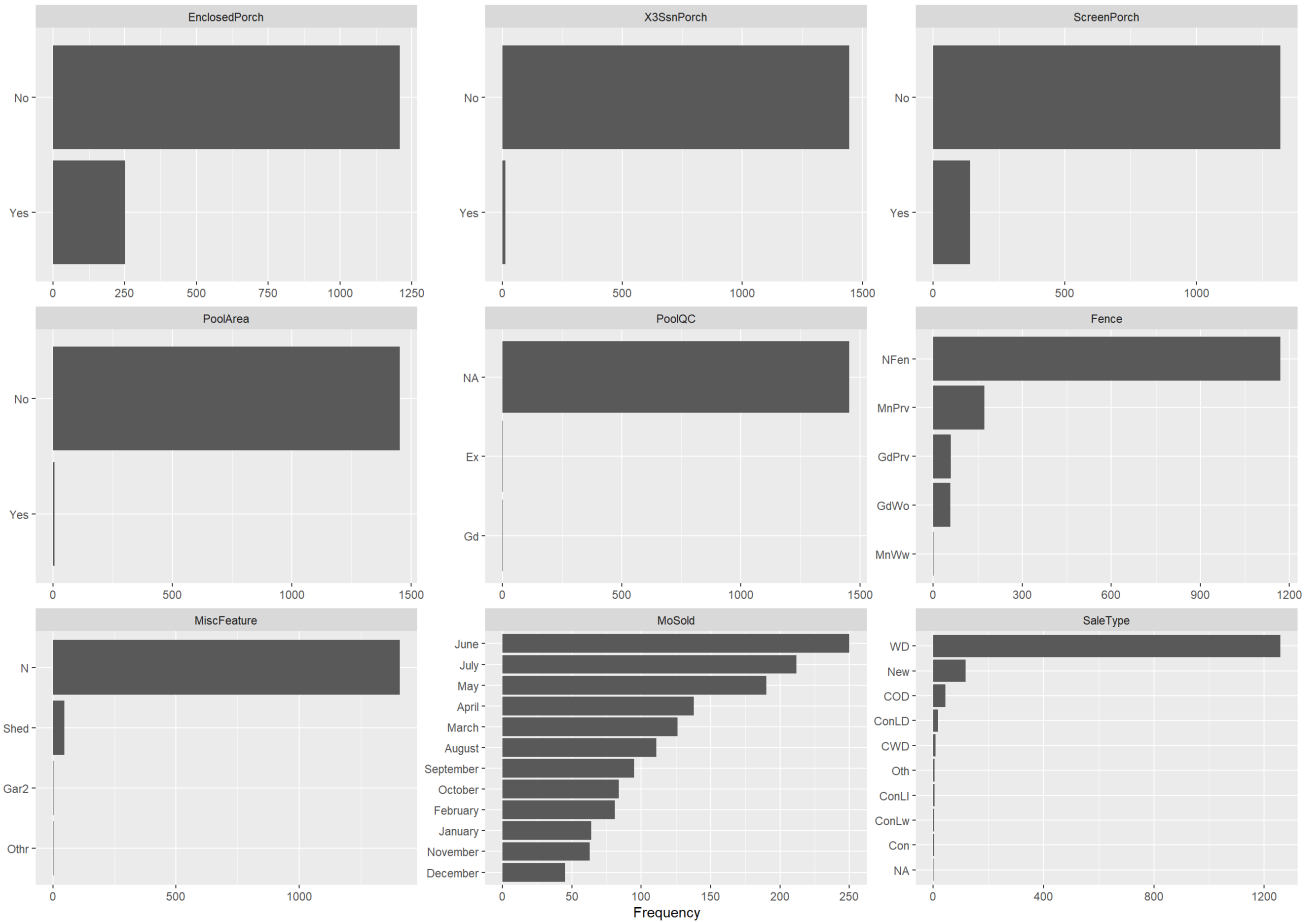 EnclosedPorch
No
Yes
0 250 500 750 1000 1250
X3SsnPorch
No
Yes
0 500 1000 1500
ScreenPorch
No
Yes
0 500 1000
PoolArea
No
Yes
0 500 1000 1500
PoolQC
NA
Ex
Gd
0 500 1000 1500
Fence
NFen
MnPrv
GdPrv
GdWo
MnWw
0 300 600 900 1200
MiscFeature
N
Shed
Gar2
Othr
0 500 1000
MoSold
June
July
May
April
March
August
September
October
February
January
November
December
0 50 100 150 200 250
SaleType
WD
New
COD
ConLD
CWD
Oth
ConLI
ConLw
Con
NA
0 400 800 1200
Frequency